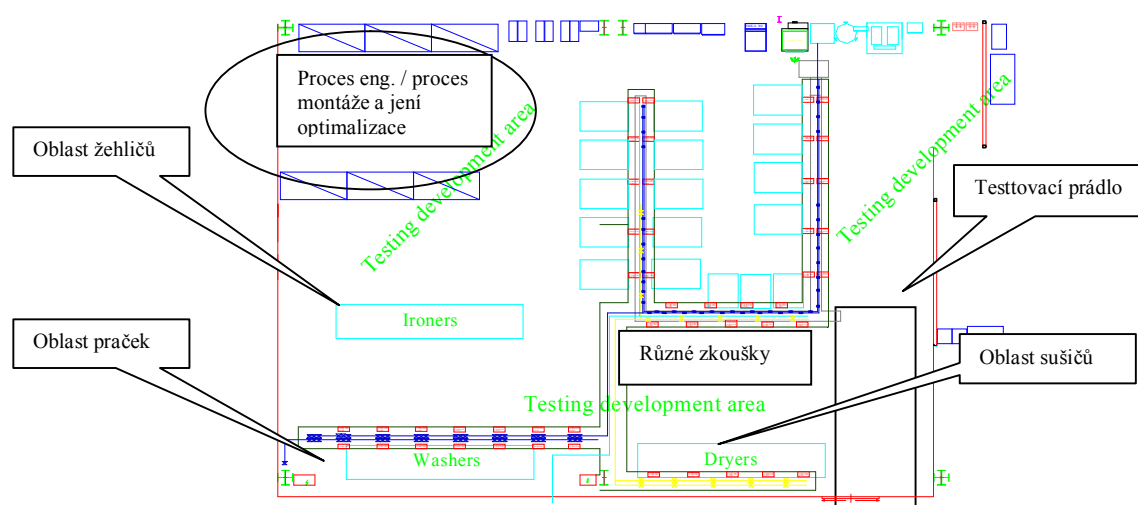 Proces eng. / proces
montáže a jení
optimalizace
Testing development area
Testing development area
Oblast žehličů
Testtovací prádlo
Ironers
Oblast praček
Různé zkoušky
Oblast sušičů
Testing development area
Washers
Dryers